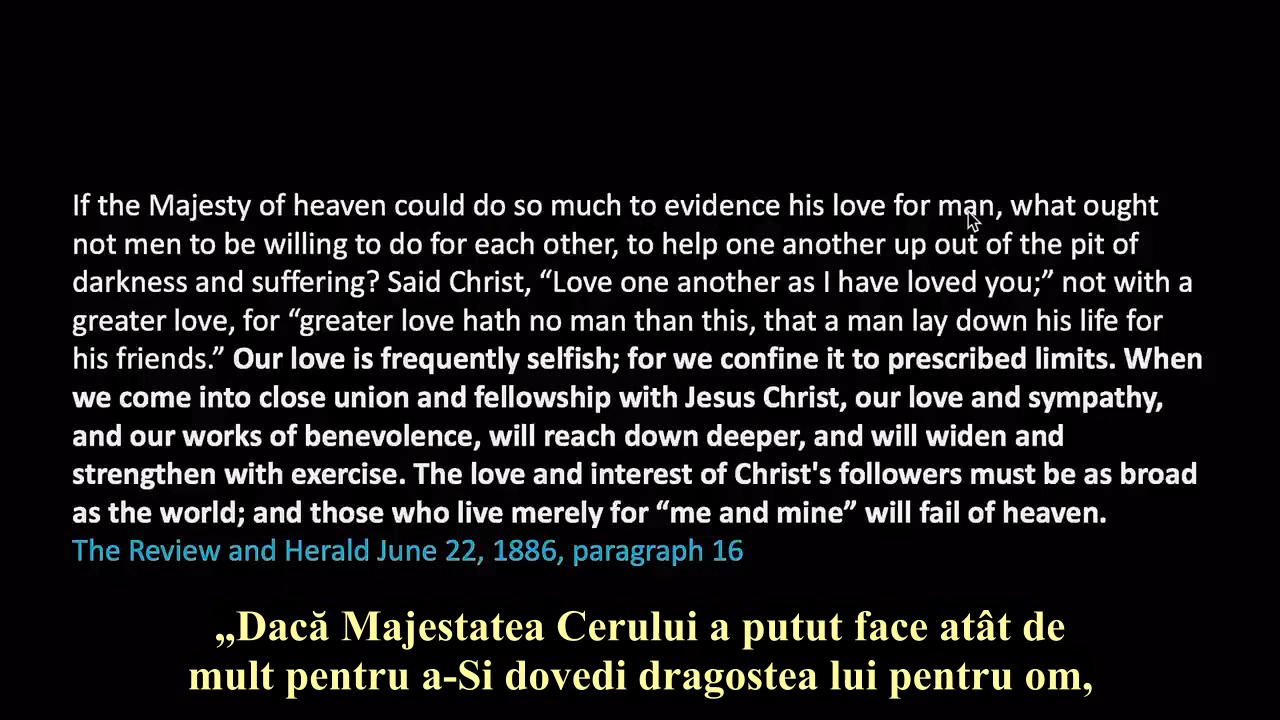 If the Majesty of heaven could do so much to evidence his love for man, what ought
not men to be willing to do for each other, to help one another up out of the pit of
darkness and suffering? Said Christ, “Love one another as I have loved you;” not with a
greater love, for “greater love hath no man than this, that a man lay down his life for
his friends.” Our love is frequently selfish; for we confine it to prescribed limits. When
we come into close union and fellowship with Jesus Christ, our love and sympathy,
and our works of benevolence, will reach down deeper, and will widen and
strengthen with exercise. The love and interest of Christ's followers must be as broad
as the world; and those who live merely for “me and mine” will fail of heaven.
The Review and Herald June 22, 1886, paragraph 16
„Dacă Majestatea Cerului a putut face atât de
mult pentru a-Si dovedi dragostea lui pentru om,